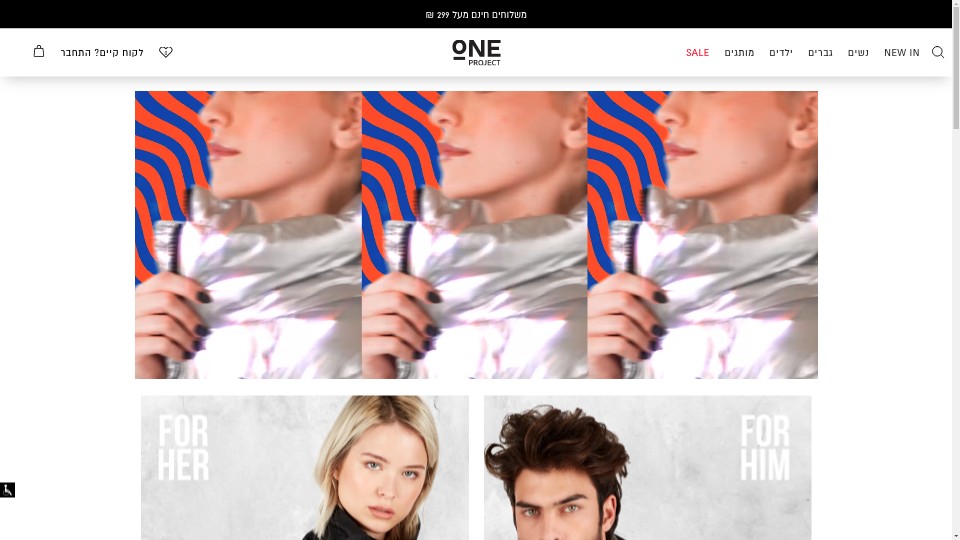 משלוחים חינם מעל 299 ₪
NEW IN נשים גברים ילדים מותגים SALE
ONE
PROJECT
לקוח קיים? התחבר
FOR
HER
FOR
HIM